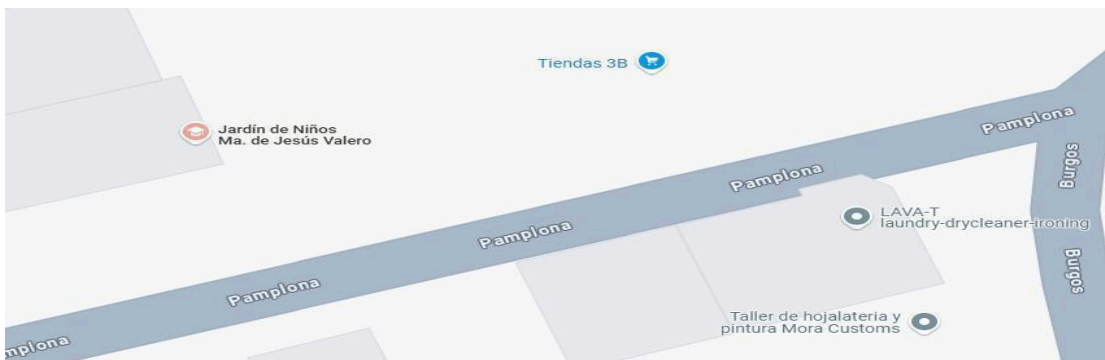 Tiendas 3B
Jardín de Niños
Ma. de Jesús Valero
Pamplona
Burgos
Pamplona
LAVA-T
laundry-drycleaner-ironing
Pamplona
Burgos
Pamplona
Taller de hojalateria y
pintura Mora Customs
mplona